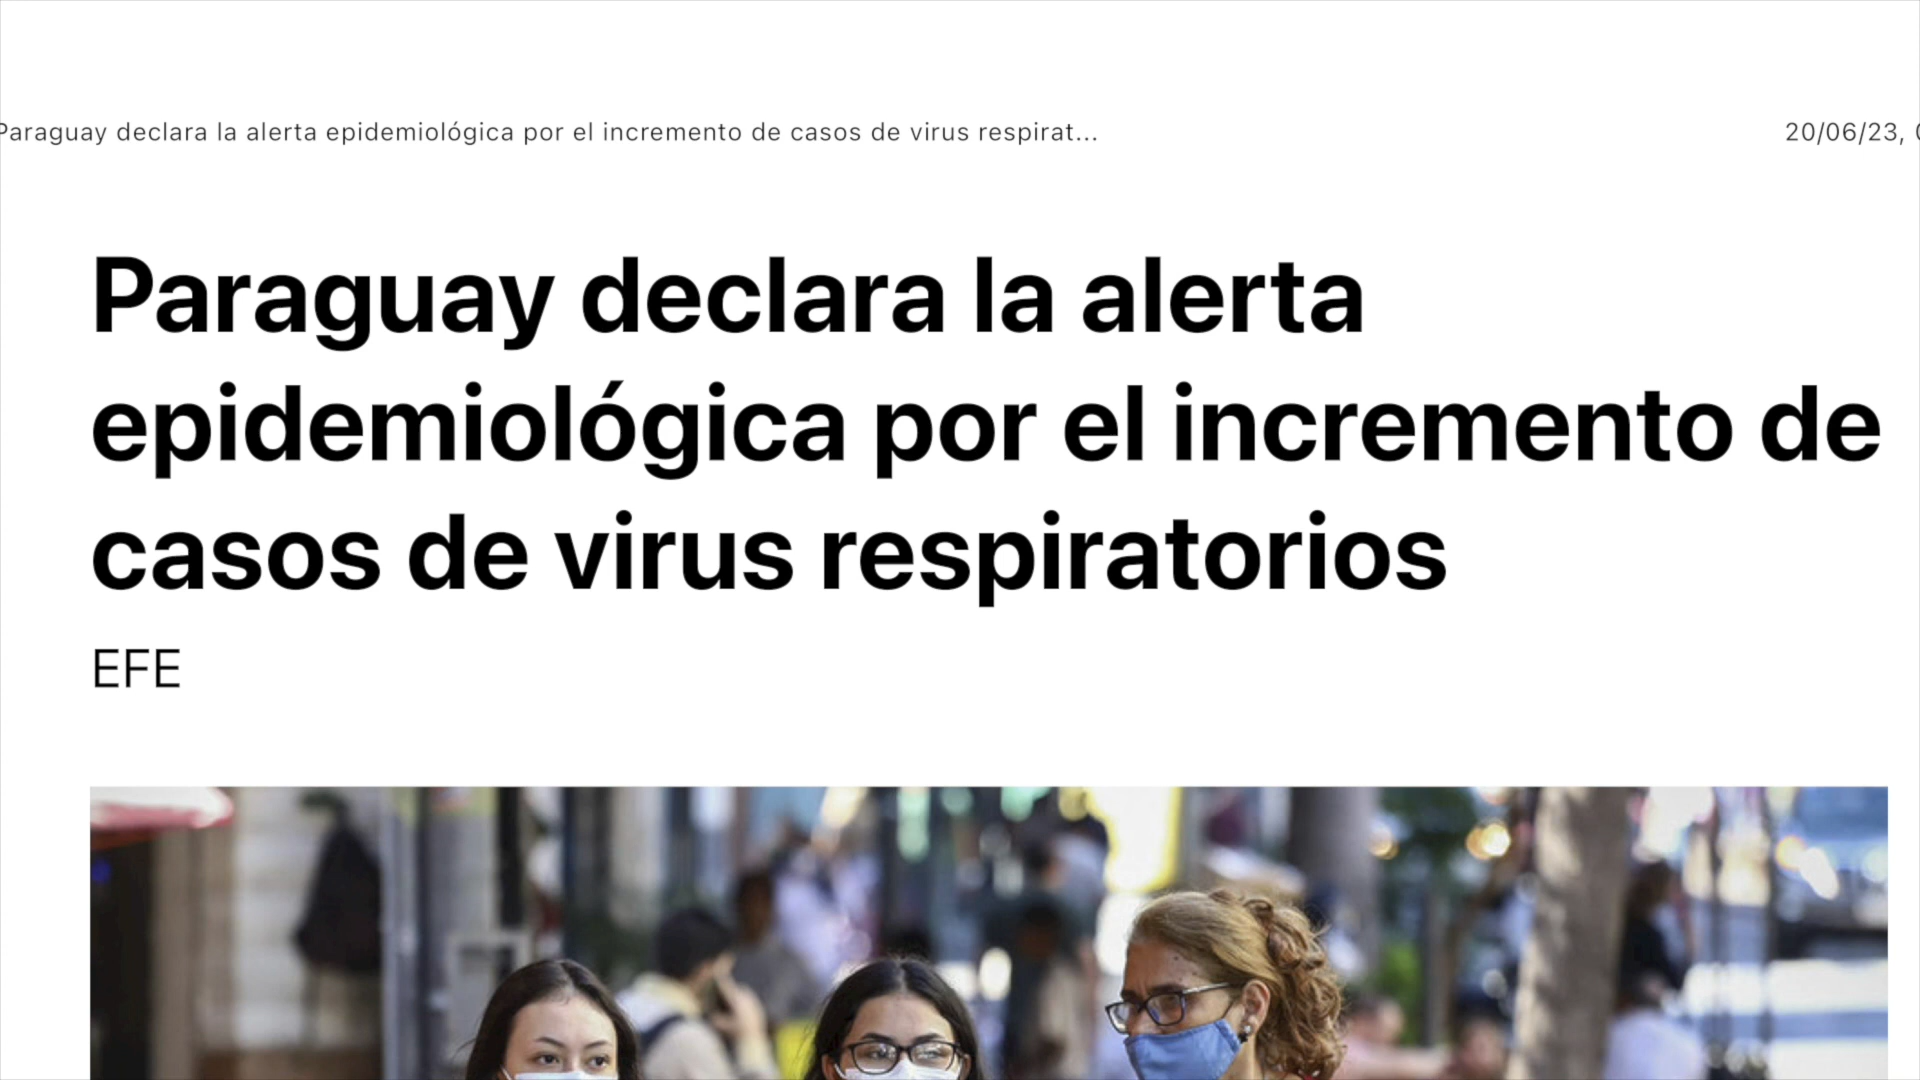 Paraguay declara la alerta epidemiológica por el incremento de casos de virus respirat...
20/06/23,
Paraguay declara la alerta
epidemiológica por el incremento de
casos de virus respiratorios
EFE